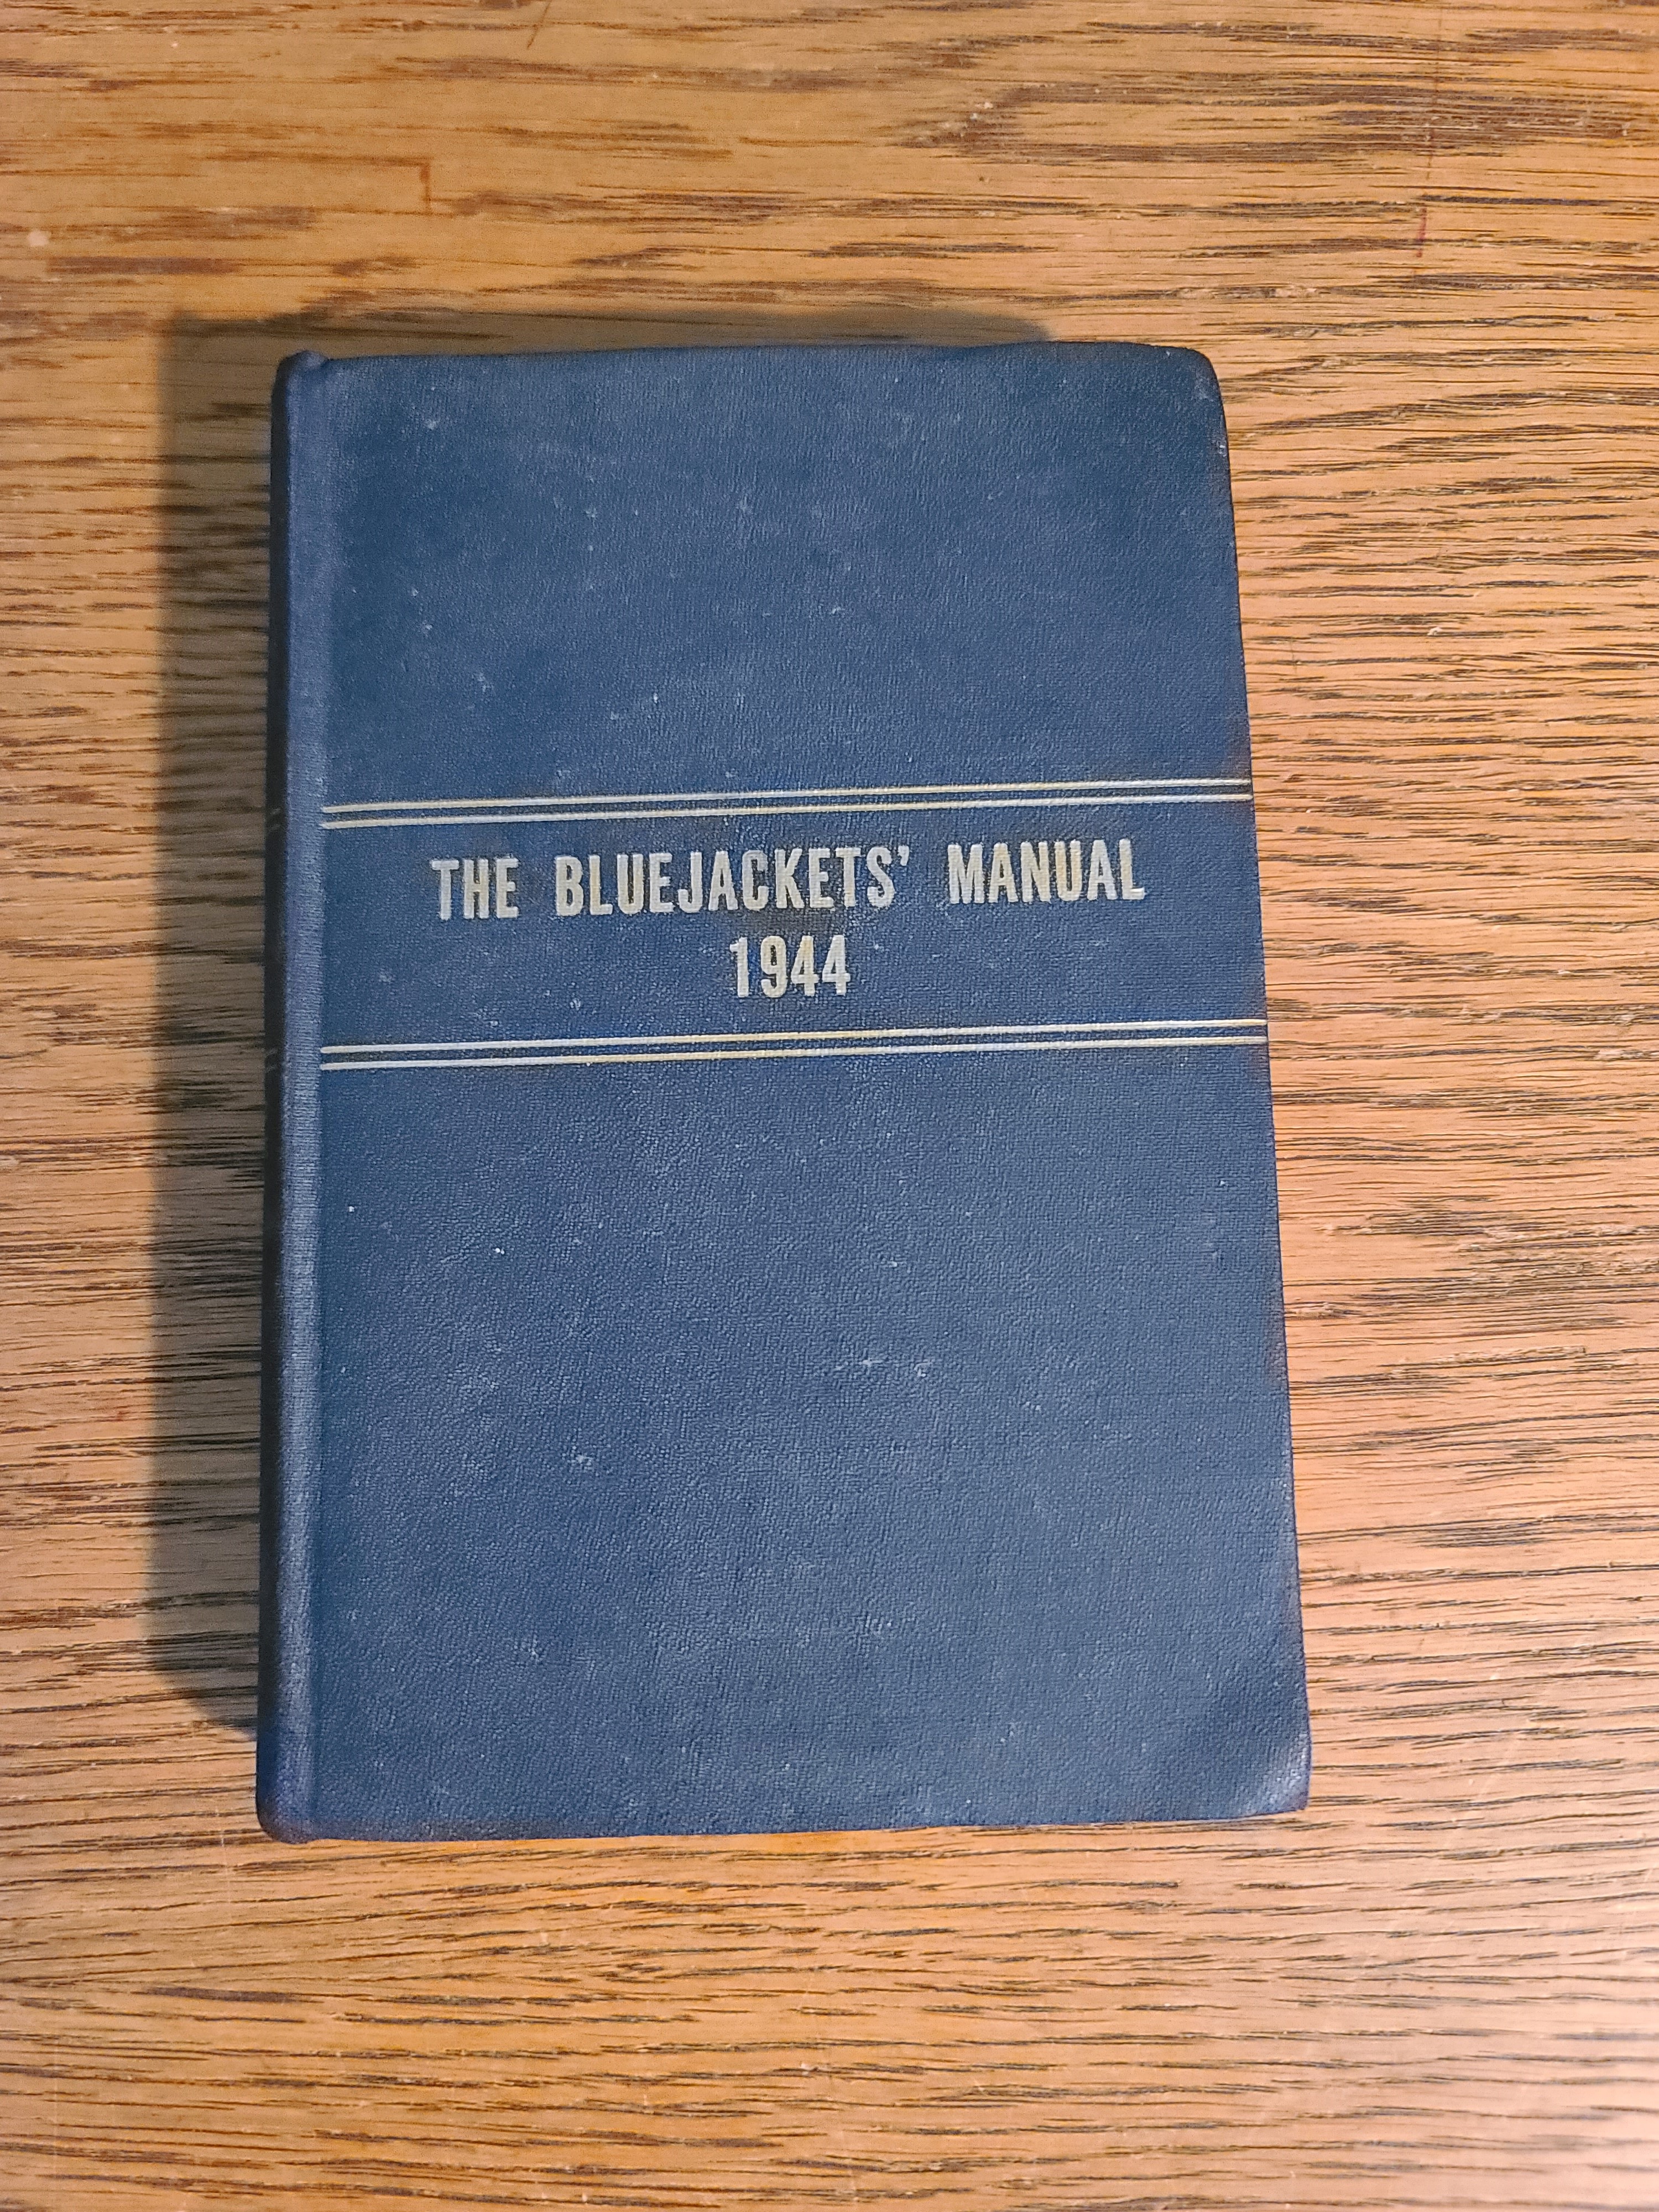 THE BLUEJACKETS' MANUAL
1944